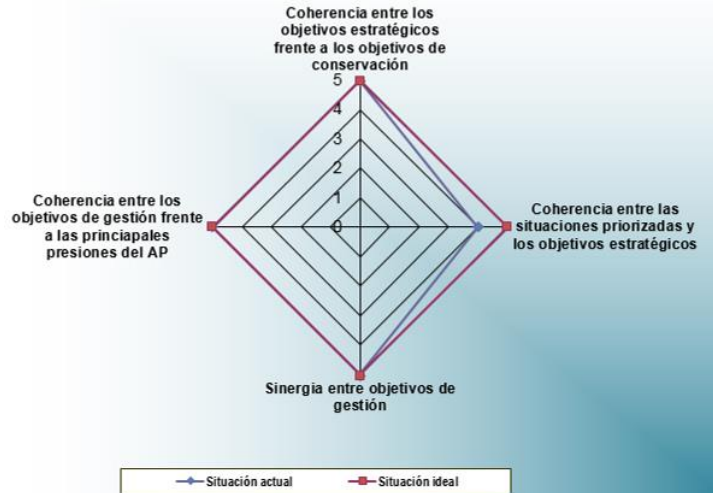 Coherencia entre los
objetivos estratégicos
frente a los objetivos de
conservación
5
4
3
2
1
0
Coherencia entre los
objetivos de gestión frente
a las princiapales
presiones del AP
Coherencia entre las
situaciones priorizadas y
los objetivos estratégicos
Sinergia entre objetivos de
gestión
Situación actual
Situación ideal